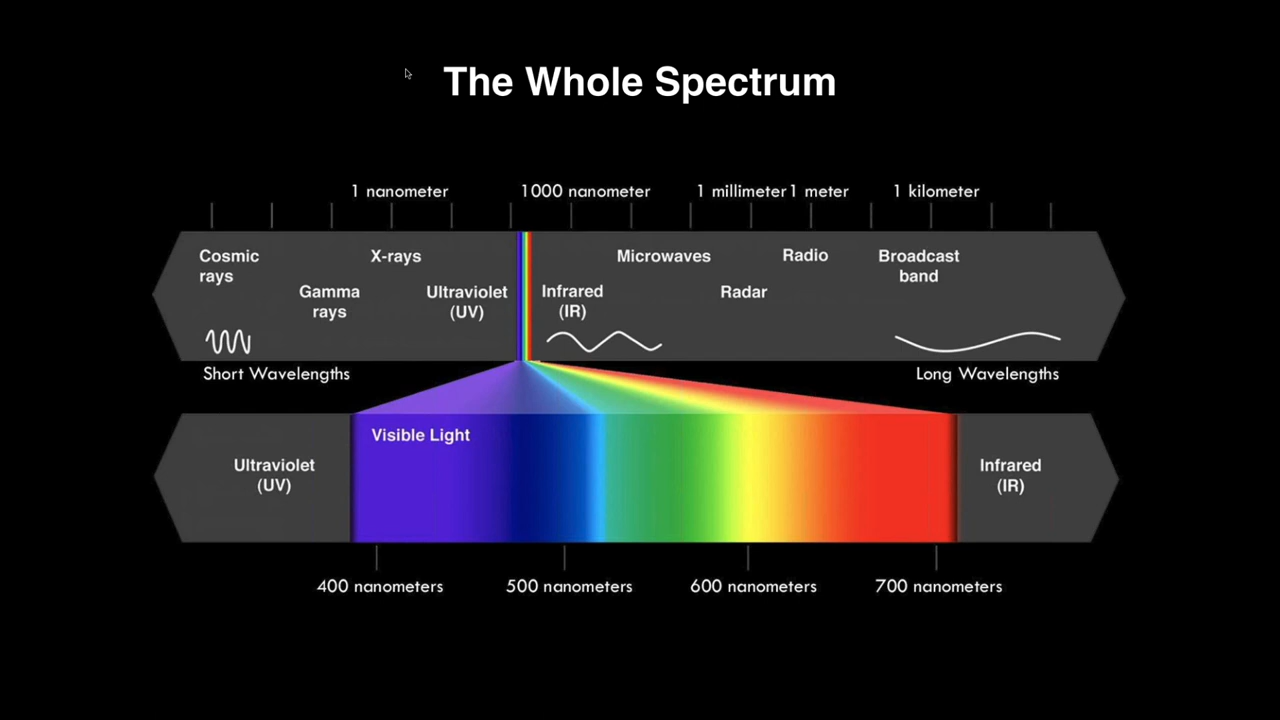 The Whole Spectrum
1 nanometer 1000 nanometer 1 millimeter 1 meter 1 kilometer
Cosmic
rays
Gamma
rays
X-rays
Ultraviolet
(UV)
Infrared
(IR)
Microwaves
Radar
Radio
Broadcast
band
Short Wavelengths
Long Wavelengths
Ultraviolet
(UV)
Visible Light
Infrared
(IR)
400 nanometers 500 nanometers 600 nanometers 700 nanometers